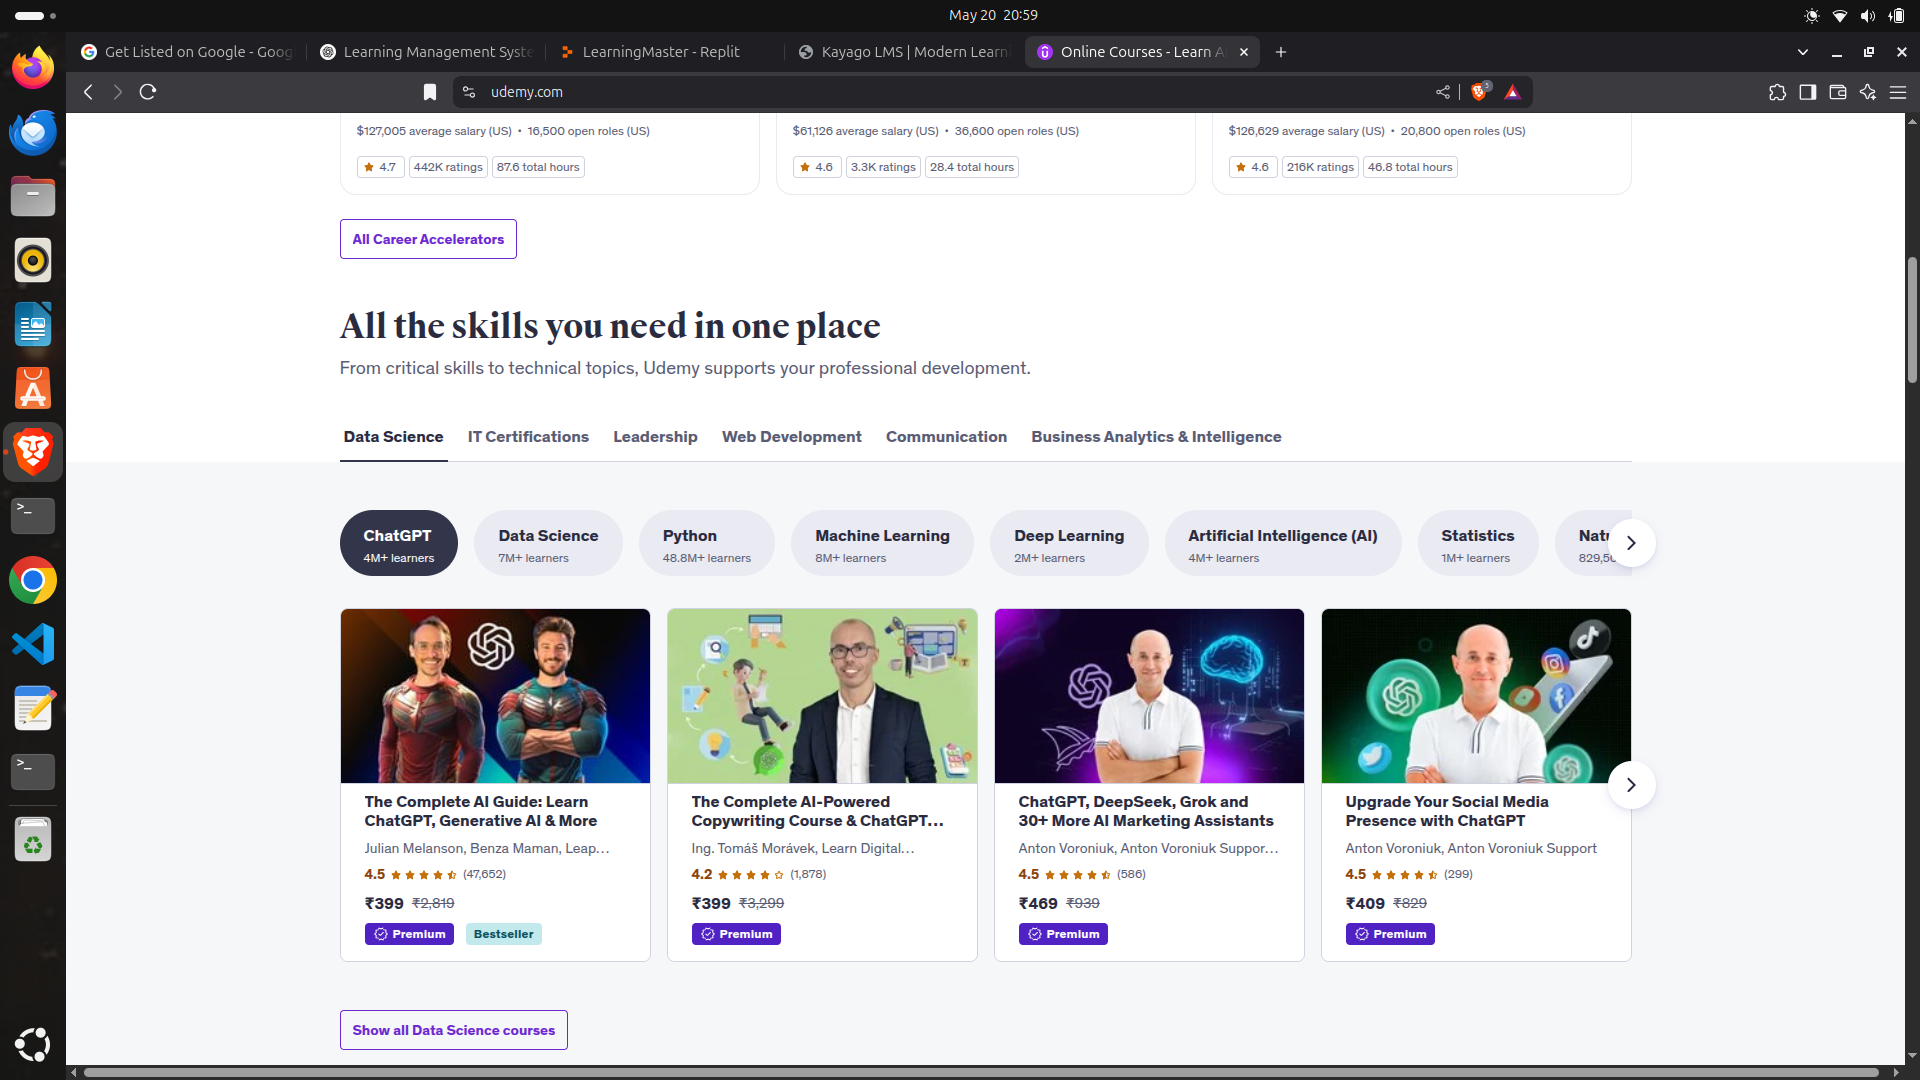 May 20 20:59
Get Listed on Google - Goog
Learning Management Syste
LearningMaster - Replit
Kayago LMS | Modern Learni
Online Courses - Learn A
udemy.com
5
$127,005 average salary (US) • 16,500 open roles (US)
4.7 442K ratings 87.6 total hours
$61,126 average salary (US) • 36,600 open roles (US)
4.6 3.3K ratings 28.4 total hours
$126,629 average salary (US) • 20,800 open roles (US)
4.6 216K ratings 46.8 total hours
All Career Accelerators
All the skills you need in one place
From critical skills to technical topics, Udemy supports your professional development.
Data Science IT Certifications Leadership Web Development Communication Business Analytics & Intelligence
ChatGPT
4M+ learners
Data Science
7M+ learners
Python
48.8M+ learners
Machine Learning
8M+ learners
Deep Learning
2M+ learners
Artificial Intelligence (AI)
4M+ learners
Statistics
1M+ learners
Natu
829,50
The Complete AI Guide: Learn
ChatGPT, Generative AI & More
Julian Melanson, Benza Maman, Leap…
4.5 (47,652)
₹399 ₹2,819
Premium Bestseller
The Complete AI-Powered
Copywriting Course & ChatGPT…
Ing. Tomáš Morávek, Learn Digital…
4.2 (1,878)
₹399 ₹3,299
Premium
ChatGPT, DeepSeek, Grok and
30+ More AI Marketing Assistants
Anton Voroniuk, Anton Voroniuk Suppor…
4.5 (586)
₹469 ₹939
Premium
Upgrade Your Social Media
Presence with ChatGPT
Anton Voroniuk, Anton Voroniuk Support
4.5 (299)
₹409 ₹829
Premium
Show all Data Science courses